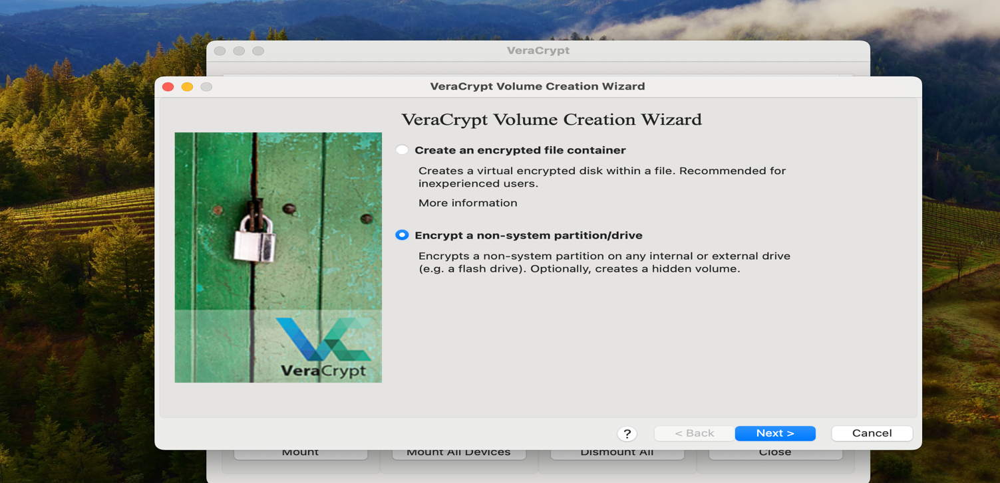 VeraCrypt
VeraCrypt Volume Creation Wizard
VeraCrypt Volume Creation Wizard
Create an encrypted file container
Creates a virtual encrypted disk within a file. Recommended for
inexperienced users.
More information
Encrypt a non-system partition/drive
Encrypts a non-system partition on any internal or external drive
(e.g. a flash drive). Optionally, creates a hidden volume.
VeraCrypt
?
< Back
Next >
Cancel
Mount
Mount All Devices
Dismount All
Close